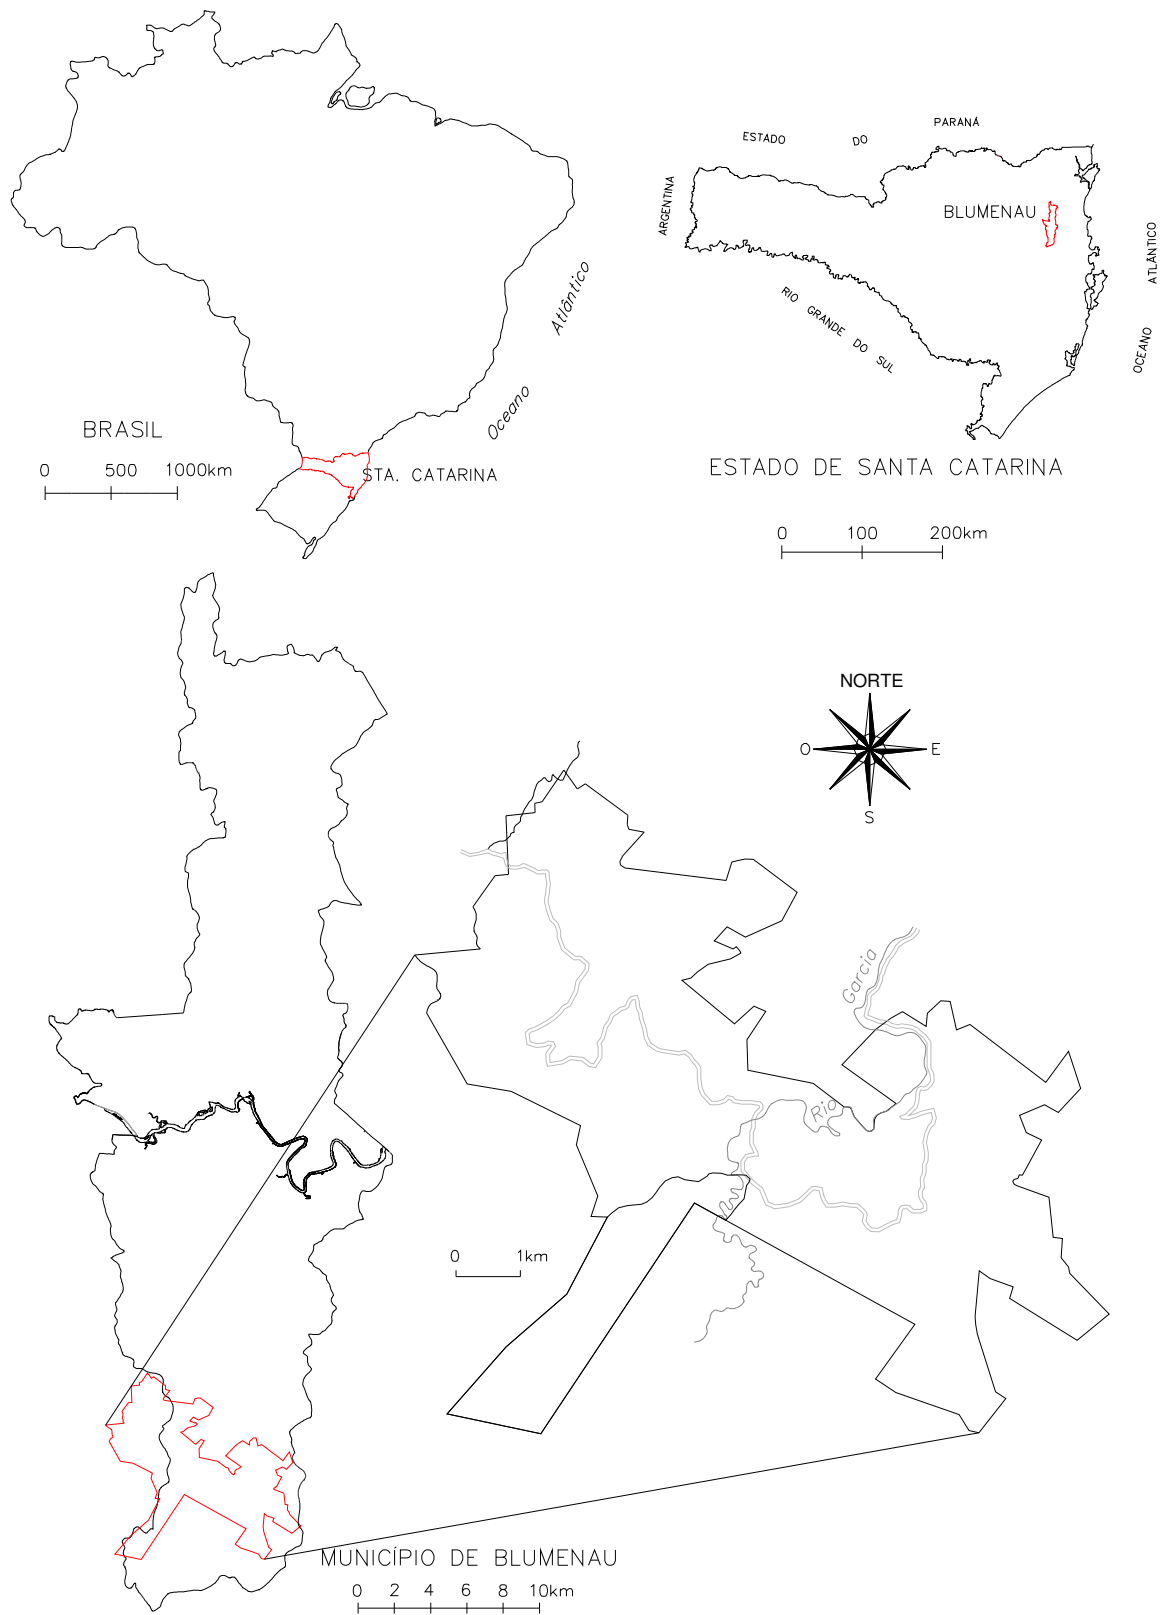 BRASIL
0 500 1000km
STA. CATARINA
Oceano Atlântico
ESTADO DO PARANÁ
ARGENTINA
BLUMENAU
RIO GRANDE DO SUL
OCEANO ATLÂNTICO
ESTADO DE SANTA CATARINA
0 100 200km
NORTE
O E
S
Rio Garcia
0 1km
MUNICÍPIO DE BLUMENAU
0 2 4 6 8 10km